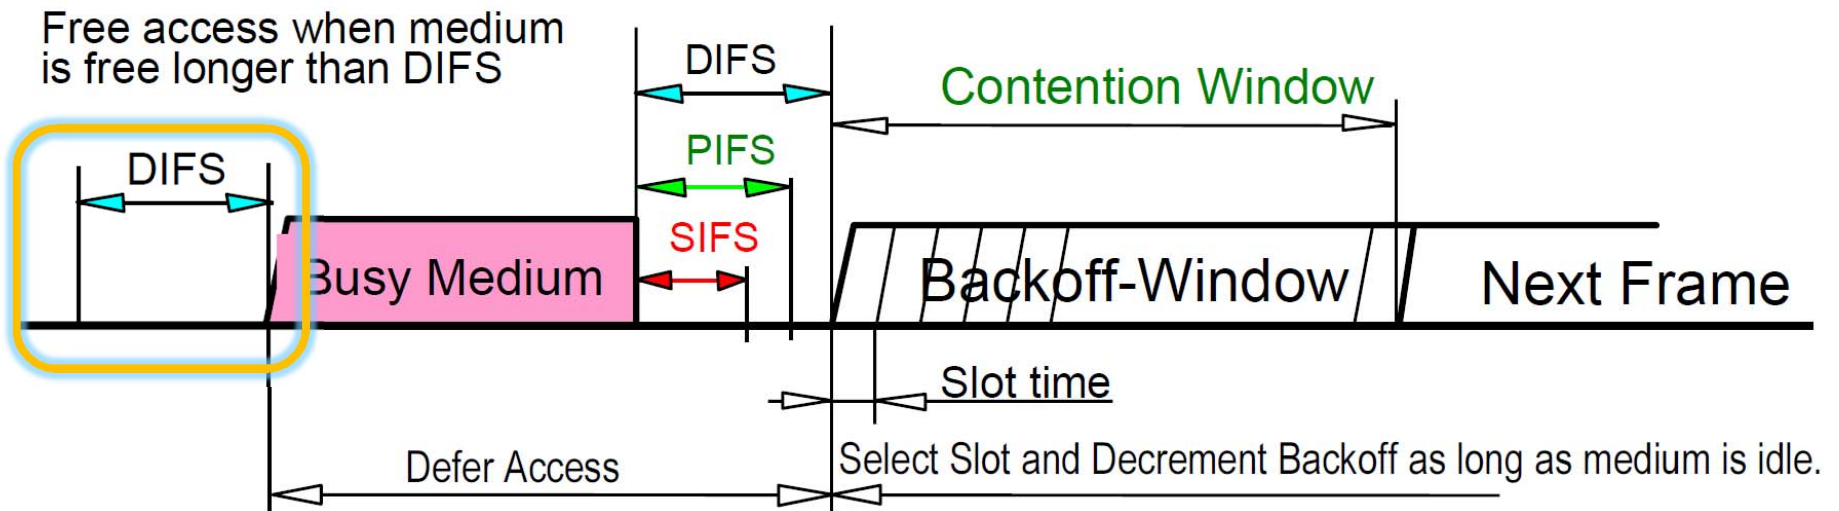 Free access when medium
is free longer than DIFS
DIFS
DIFS
PIFS
SIFS
Contention Window
Busy Medium
Backoff-Window
Next Frame
Slot time
Defer Access
Select Slot and Decrement Backoff as long as medium is idle.